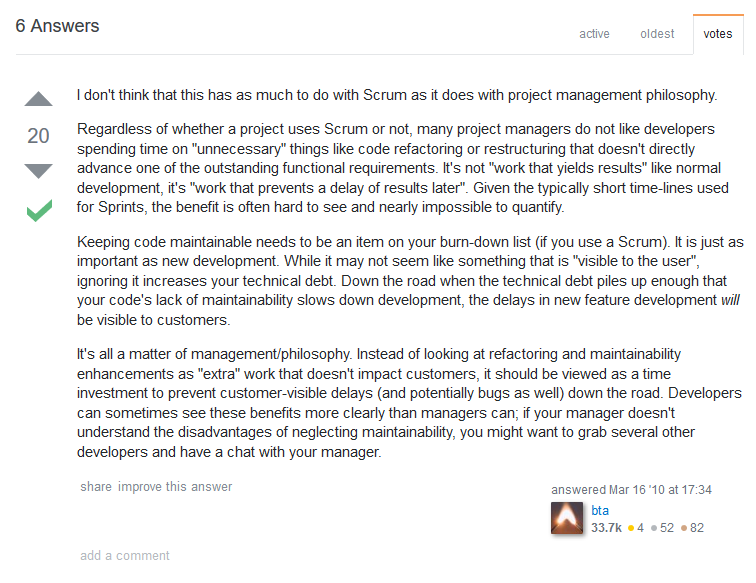 6 Answers
active oldest votes
I don't think that this has as much to do with Scrum as it does with project management philosophy.
20
Regardless of whether a project uses Scrum or not, many project managers do not like developers
spending time on "unnecessary" things like code refactoring or restructuring that doesn't directly
advance one of the outstanding functional requirements. It's not "work that yields results" like normal
development, it's "work that prevents a delay of results later". Given the typically short time-lines used
for Sprints, the benefit is often hard to see and nearly impossible to quantify.
Keeping code maintainable needs to be an item on your burn-down list (if you use a Scrum). It is just as
important as new development. While it may not seem like something that is "visible to the user",
ignoring it increases your technical debt. Down the road when the technical debt piles up enough that
your code's lack of maintainability slows down development, the delays in new feature development will
be visible to customers.
It's all a matter of management/philosophy. Instead of looking at refactoring and maintainability
enhancements as "extra" work that doesn't impact customers, it should be viewed as a time
investment to prevent customer-visible delays (and potentially bugs as well) down the road. Developers
can sometimes see these benefits more clearly than managers can; if your manager doesn't
understand the disadvantages of neglecting maintainability, you might want to grab several other
developers and have a chat with your manager.
share improve this answer
answered Mar 16 '10 at 17:34
bta
33.7k 4 52 82
add a comment